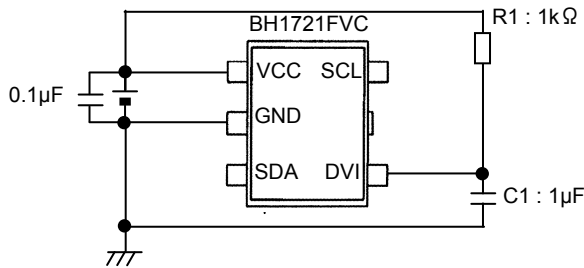 R1 : 1kΩ
BH1721FVC
VCC SCL
0.1µF
GND
SDA DVI
C1 : 1µF